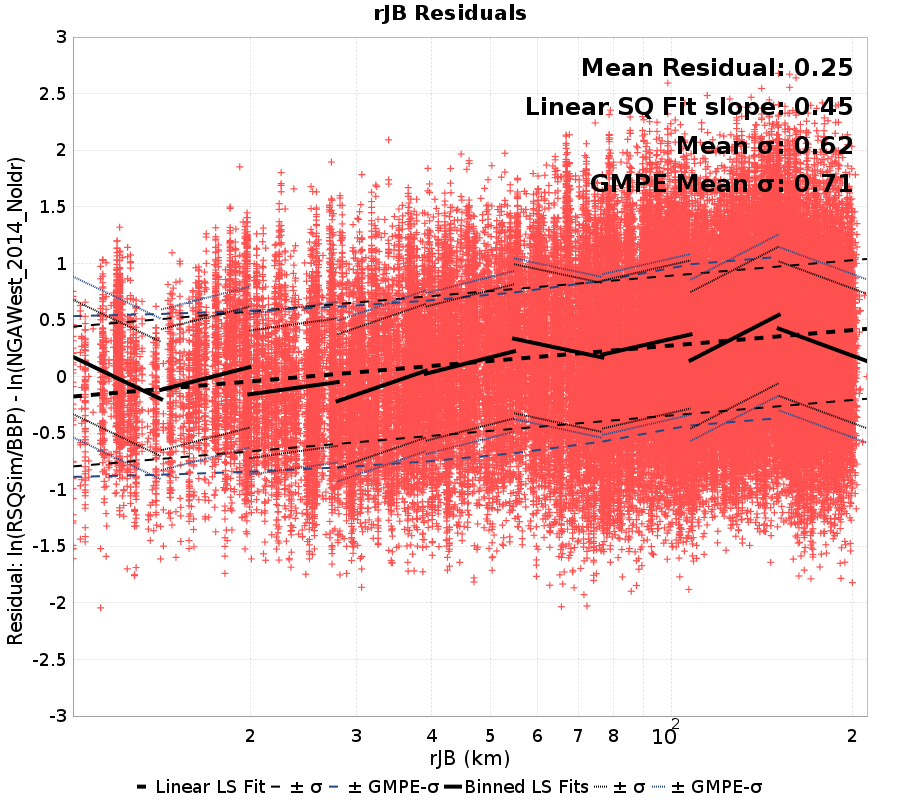 rJB Residuals
Mean Residual: 0.25
Linear SQ Fit slope: 0.45
Mean σ: 0.62
GMPE Mean σ: 0.71
Residual: ln(RSQSim/BBP) - ln(NGAWest_2014_NoIdr)
3
2.5
2
1.5
1
0.5
0
-0.5
-1
-1.5
-2
-2.5
-3
2 3 4 5 6 7 8 10² 2
rJB (km)
Linear LS Fit ± σ ± GMPE-σ Binned LS Fits ± σ ± GMPE-σ